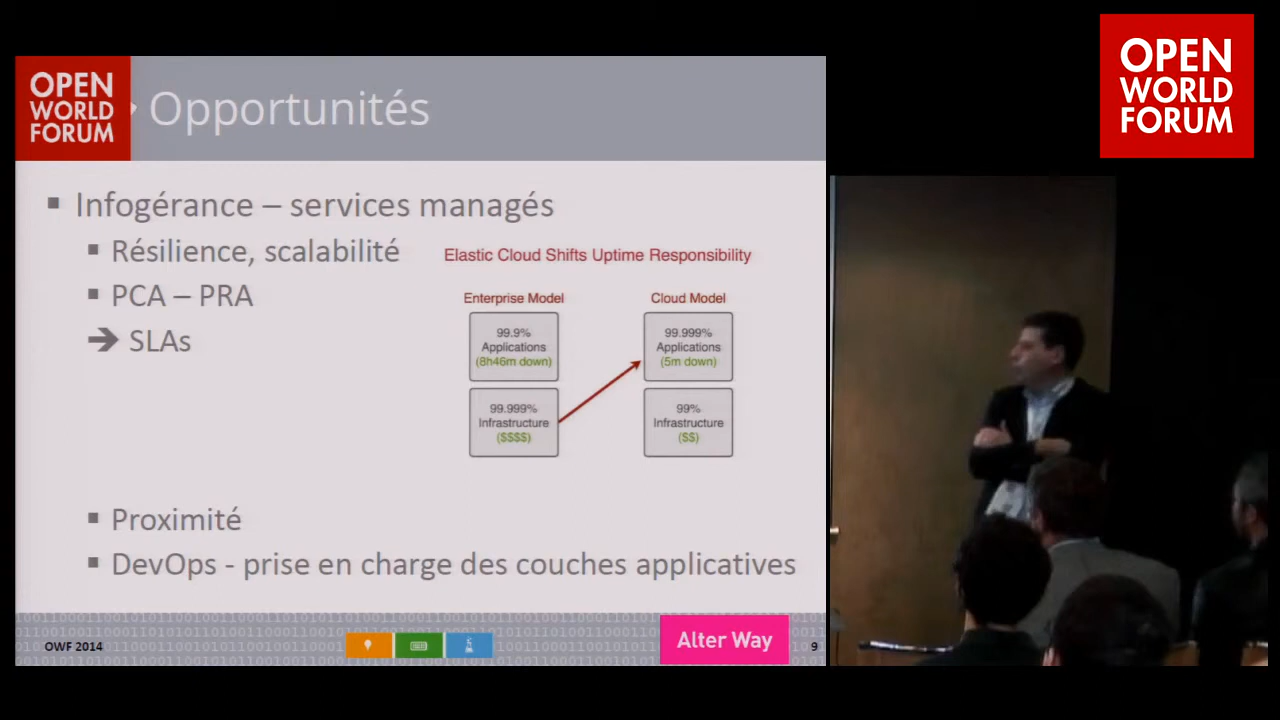 OPEN
WORLD
FORUM
Opportunités
OPEN
WORLD
FORUM
▪ Infogérance – services managés
▪ Résilience, scalabilité
▪ PCA – PRA
➔ SLAs
Elastic Cloud Shifts Uptime Responsibility
Enterprise Model
99.9%
Applications
(8h46m down)
99.999%
Infrastructure
($$$$)
Cloud Model
99.999%
Applications
(5m down)
99%
Infrastructure
($$)
▪ Proximité
▪ DevOps - prise en charge des couches applicatives
OWF 2014
Alter Way
9